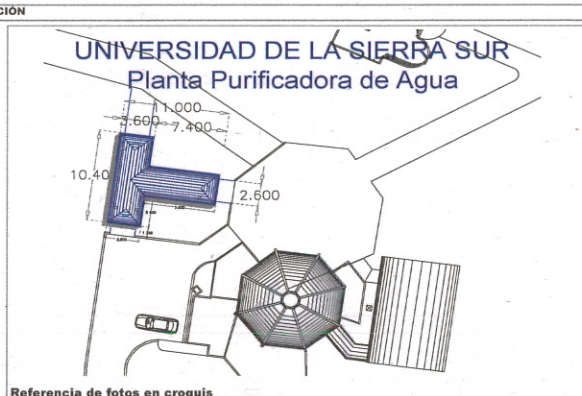 CIÓN
UNIVERSIDAD DE LA SIERRA SUR
Planta Purificadora de Agua
11.000
3.600
7.400
10.40
2.600
Referencia de fotos en croquis